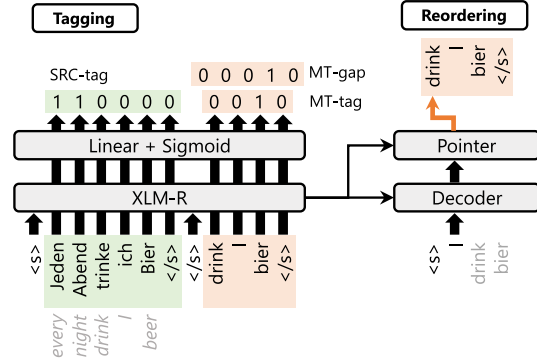 Tagging
Reordering
SRC-tag
1 1 0 0 0 0
0 0 0 1 0 MT-gap
0 0 1 0 MT-tag
drink I bier </s>
Linear + Sigmoid
Pointer
XLM-R
Decoder
<s> Jeden Abend trinke ich Bier </s> </s> drink I bier </s>
every night drink I beer
<s> I drink bier